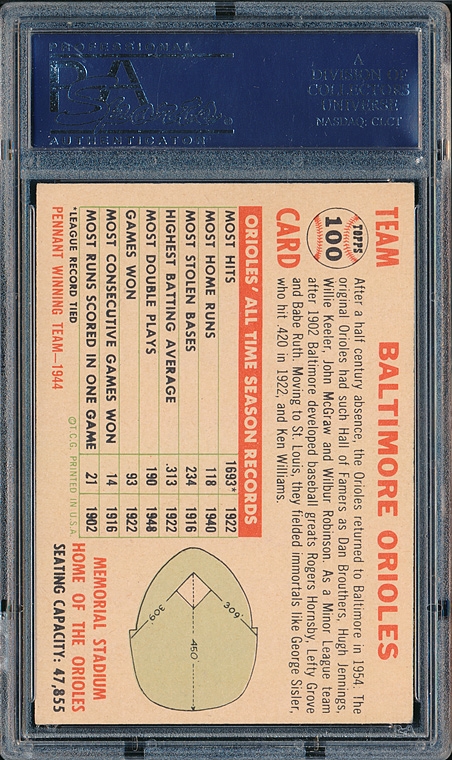 PROFESSIONAL
PSA
AUTHENTICATOR
A
DIVISION OF
COLLECTORS
UNIVERSE
NASDAQ: CLCT
TEAM
CARD
TOPPS
100
BALTIMORE ORIOLES
After a half century absence, the Orioles returned to Baltimore in 1954. The
original Orioles had such Hall of Famers as Dan Brouthers, Hugh Jennings,
Willie Keeler, John McGraw and Wilbur Robinson. As a Minor League team
after 1902 Baltimore developed baseball greats Rogers Hornsby, Lefty Grove
and Babe Ruth. Moving to St. Louis, they fielded immortals like George Sisler,
who hit .420 in 1922, and Ken Williams.
ORIOLES' ALL TIME SEASON RECORDS
MOST HITS 1693* 1922
MOST HOME RUNS 118 1940
MOST STOLEN BASES 234 1916
HIGHEST BATTING AVERAGE .313 1922
MOST DOUBLE PLAYS 190 1948
GAMES WON 93 1922
MOST CONSECUTIVE GAMES WON 14 1916
MOST RUNS SCORED IN ONE GAME 21 1902
*LEAGUE RECORD TIED
©T.C.G. PRINTED IN U.S.A.
PENNANT WINNING TEAM—1944
309
450'
309
MEMORIAL STADIUM
HOME OF THE ORIOLES
SEATING CAPACITY: 47,855